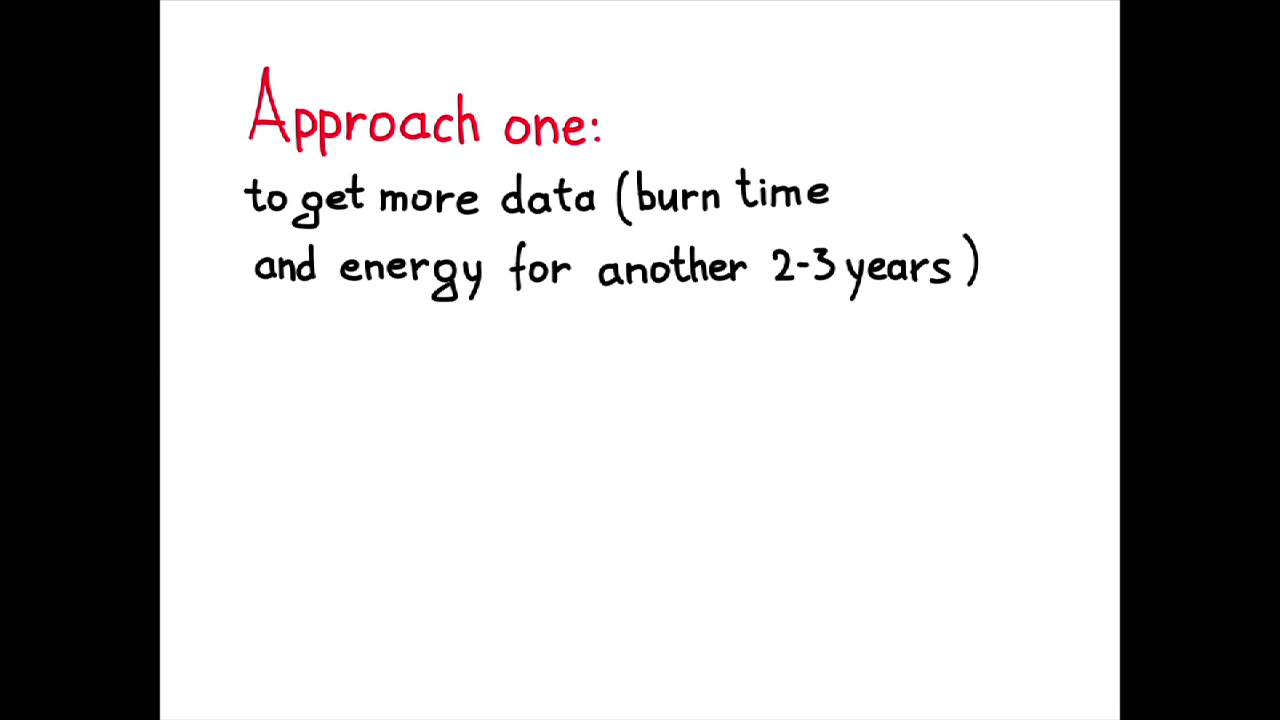 Approach one:
to get more data (burn time
and energy for another 2-3 years)